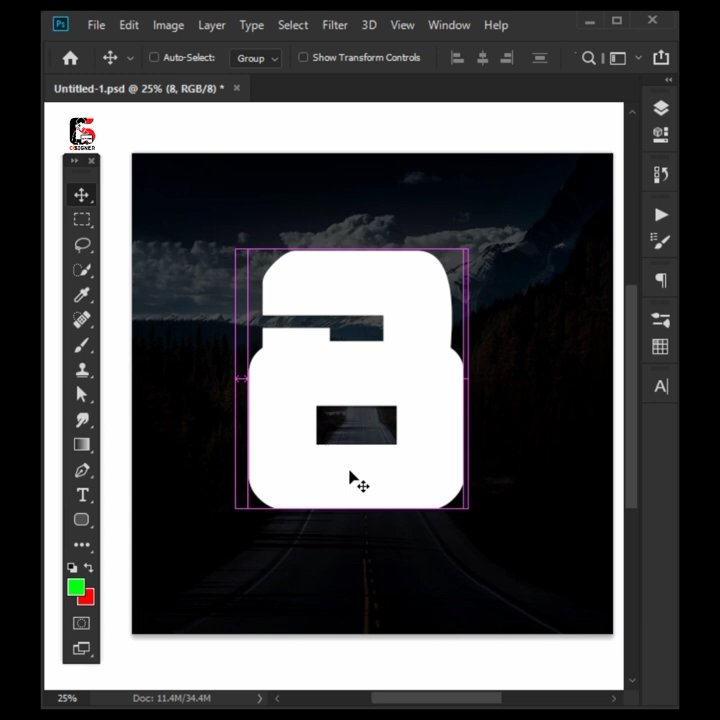 Ps File Edit Image Layer Type Select Filter 3D View Window Help
Auto-Select: Group Show Transform Controls
Untitled-1.psd @ 25% (8, RGB/8) *
8
25% Doc: 11.4M/34.4M